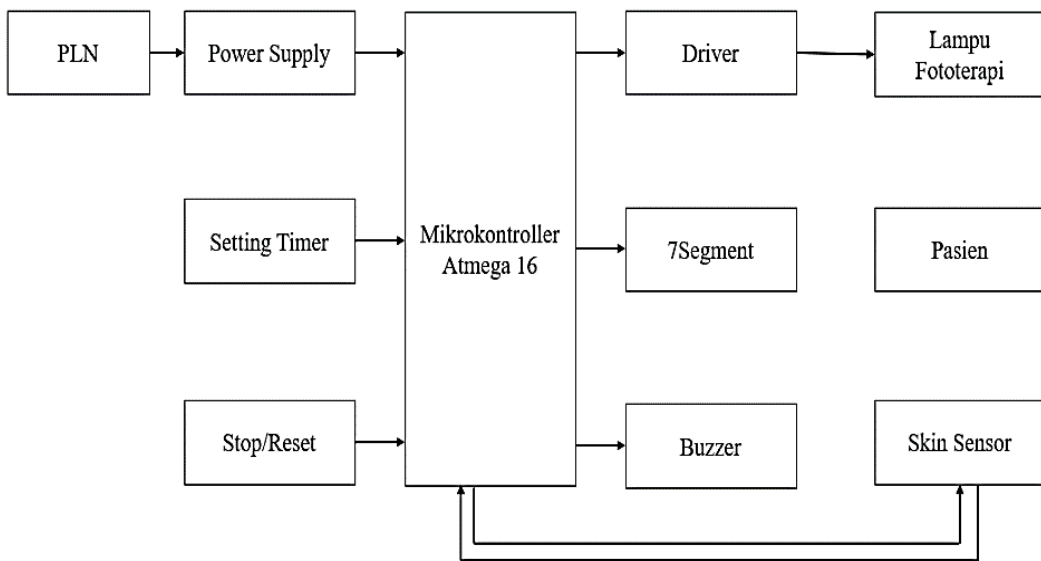 PLN
Power Supply
Driver
Lampu
Fototerapi
Setting Timer
Mikrokontroller
Atmega 16
7Segment
Pasien
Stop/Reset
Buzzer
Skin Sensor